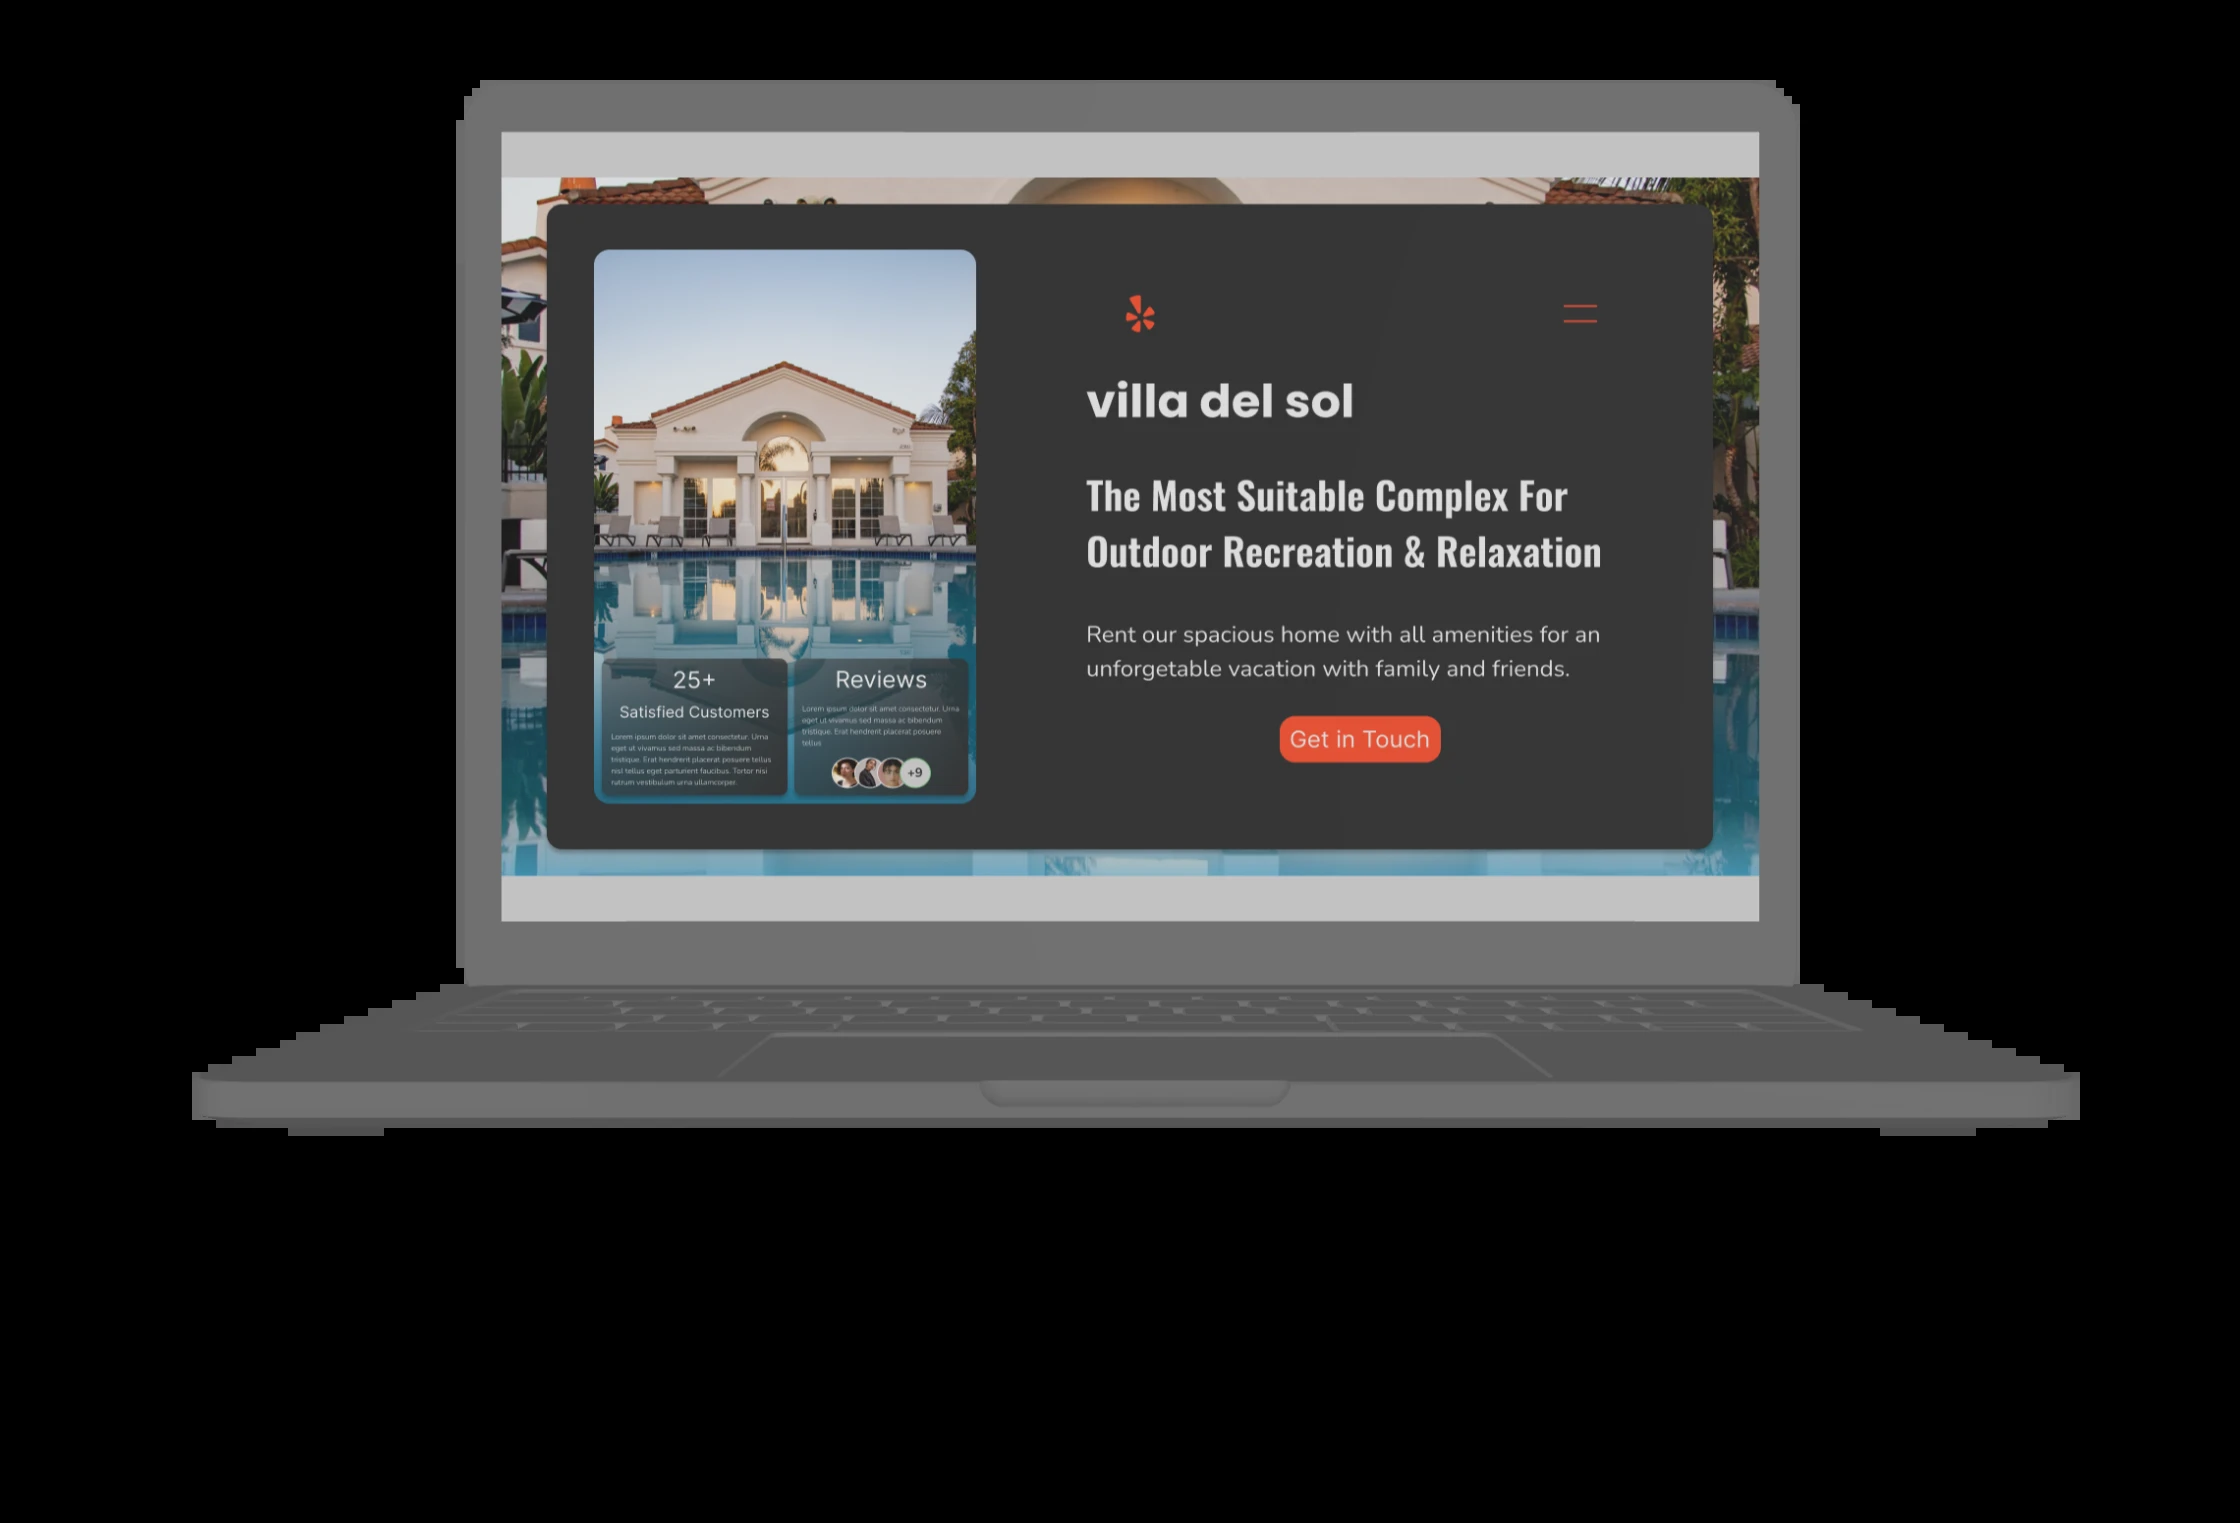 villa del sol
The Most Suitable Complex For
Outdoor Recreation & Relaxation
Rent our spacious home with all amenities for an
unforgetable vacation with family and friends.
Get in Touch
25+
Satisfied Customers
Lorem ipsum dolor sit amet consectetur. Urna
eget ut vivamus sed massa ac bibendum
tristique. Erat hendrerit placerat posuere tellus
nisl tellus eget parturient faucibus. Tortor nisi
rutrum vestibulum urna ullamcorper.
Reviews
Lorem ipsum dolor sit amet consectetur. Urna
eget ut vivamus sed massa ac bibendum
tristique. Erat hendrerit placerat posuere
tellus
+9